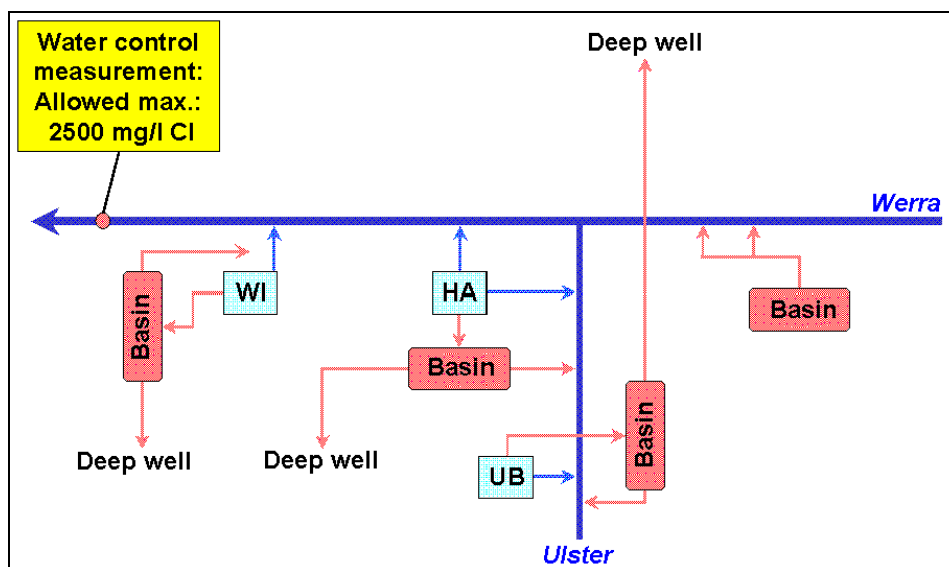 Water control
measurement:
Allowed max.:
2500 mg/l Cl
Deep well
Werra
Basin
WI
HA
Basin
Basin
Basin
UB
Deep well
Deep well
Ulster